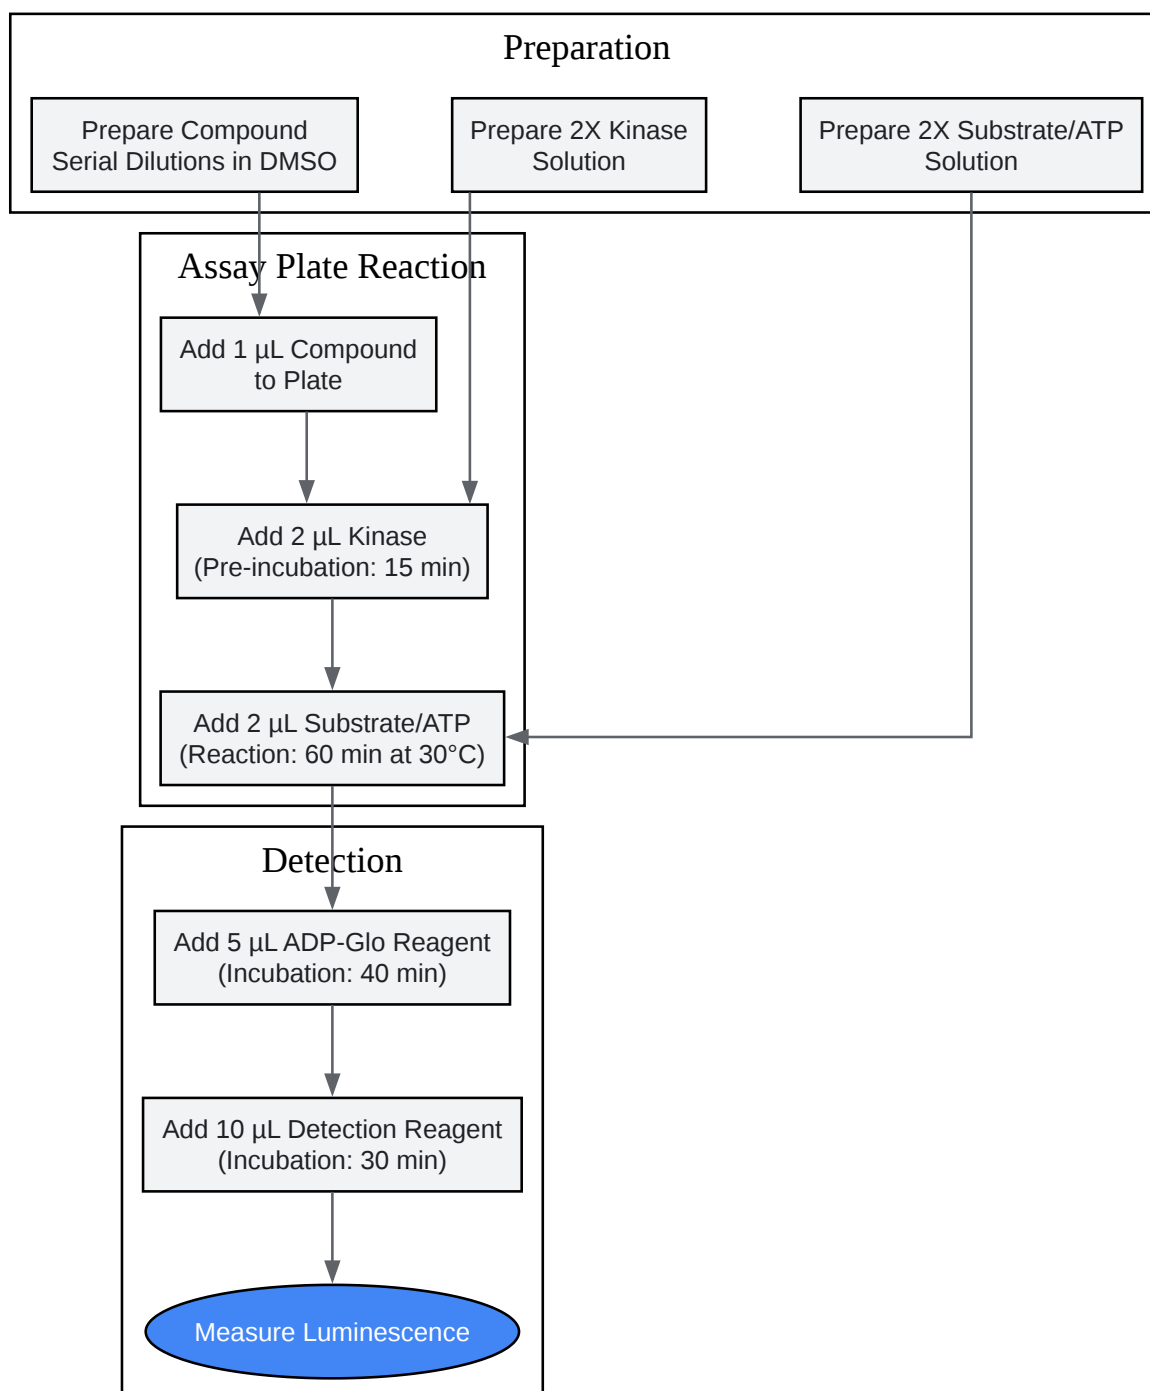 Preparation
Prepare Compound
Serial Dilutions in DMSO
Prepare 2X Kinase
Solution
Prepare 2X Substrate/ATP
Solution
Assay Plate Reaction
Add 1 µL Compound
to Plate
Add 2 µL Kinase
(Pre-incubation: 15 min)
Add 2 µL Substrate/ATP
(Reaction: 60 min at 30°C)
Detection
Add 5 µL ADP-Glo Reagent
(Incubation: 40 min)
Add 10 µL Detection Reagent
(Incubation: 30 min)
Measure Luminescence